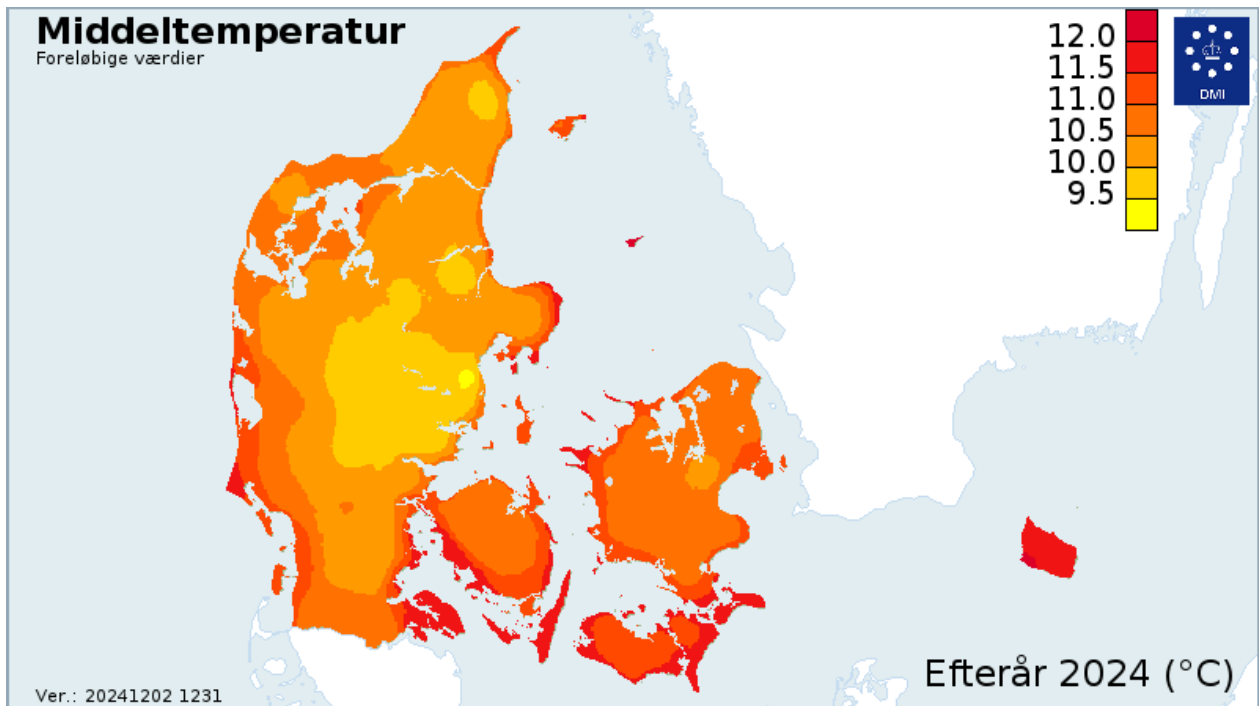 Middeltemperatur
Foreløbige værdier
12.0
11.5
11.0
10.5
10.0
9.5
DMI
Efterår 2024 (°C)
Ver.: 20241202 1231